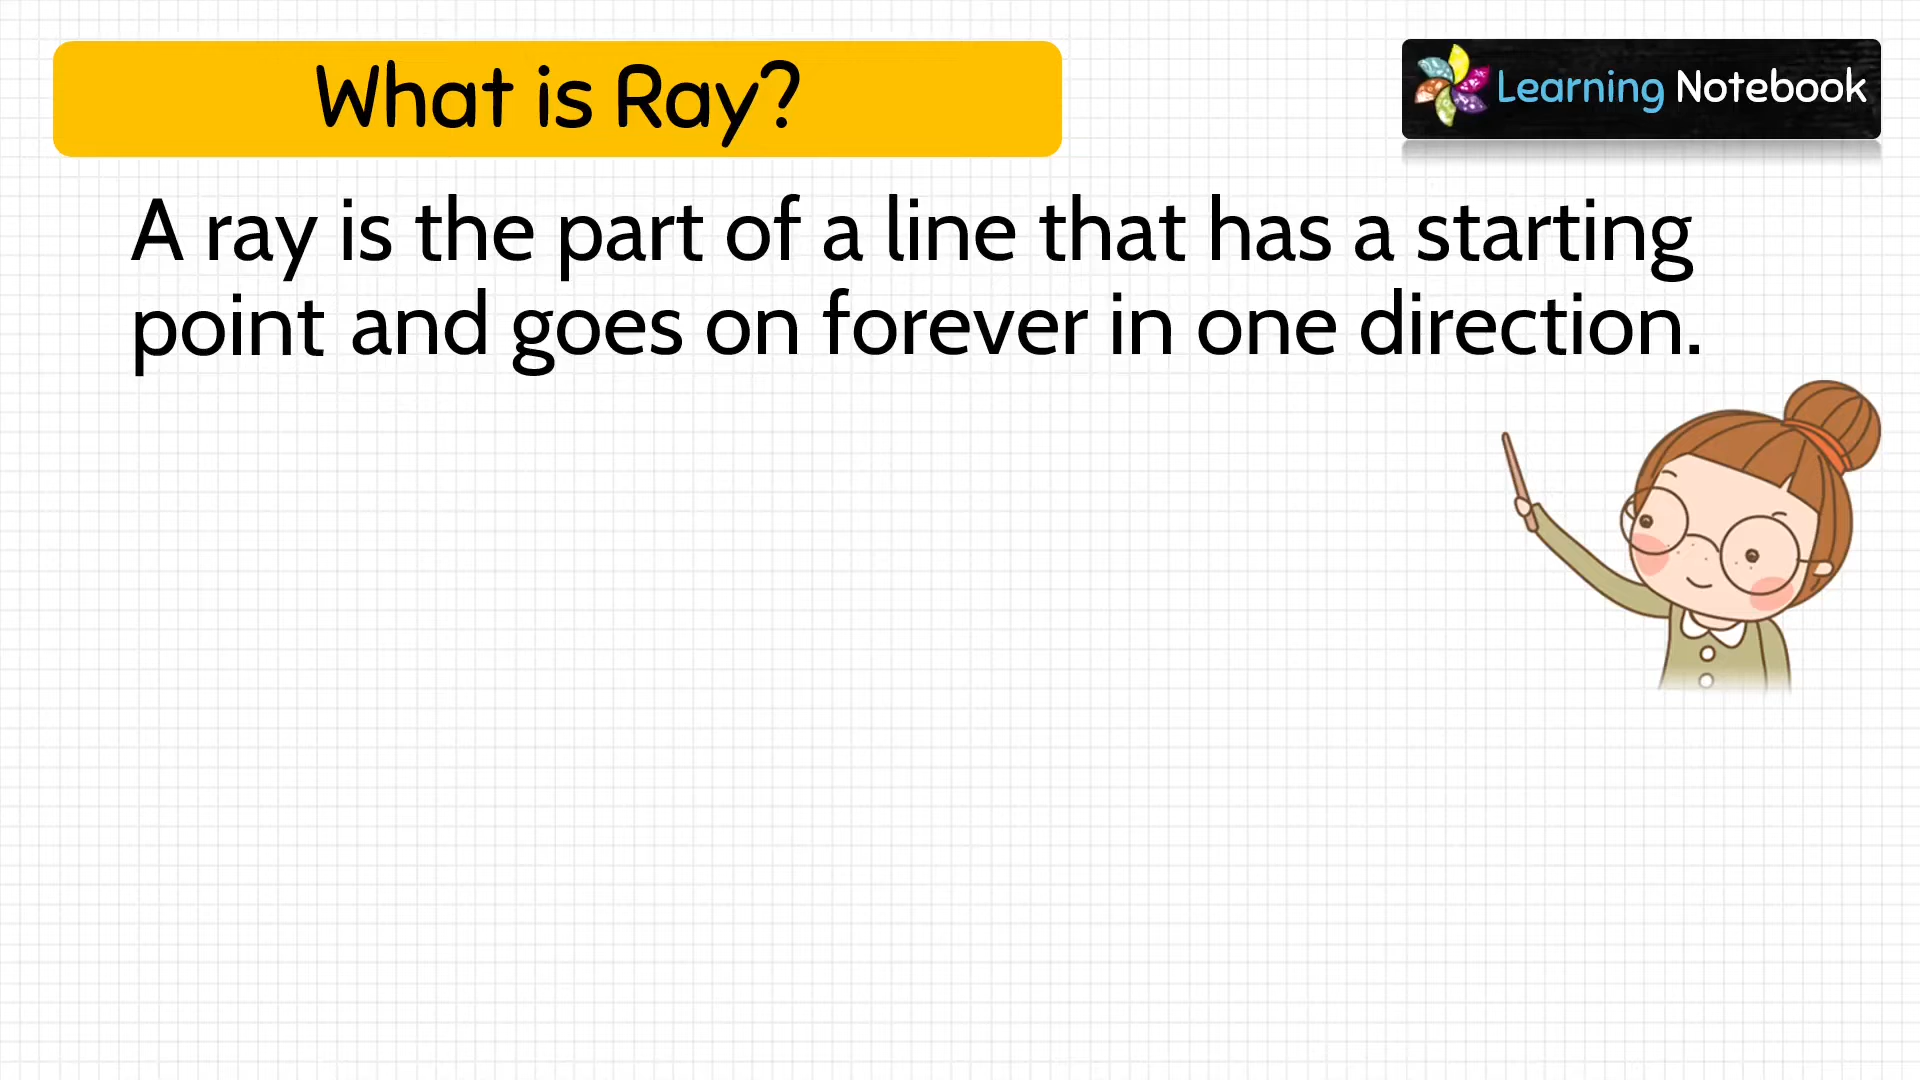 What is Ray?
Learning Notebook
A ray is the part of a line that has a starting
point and goes on forever in one direction.